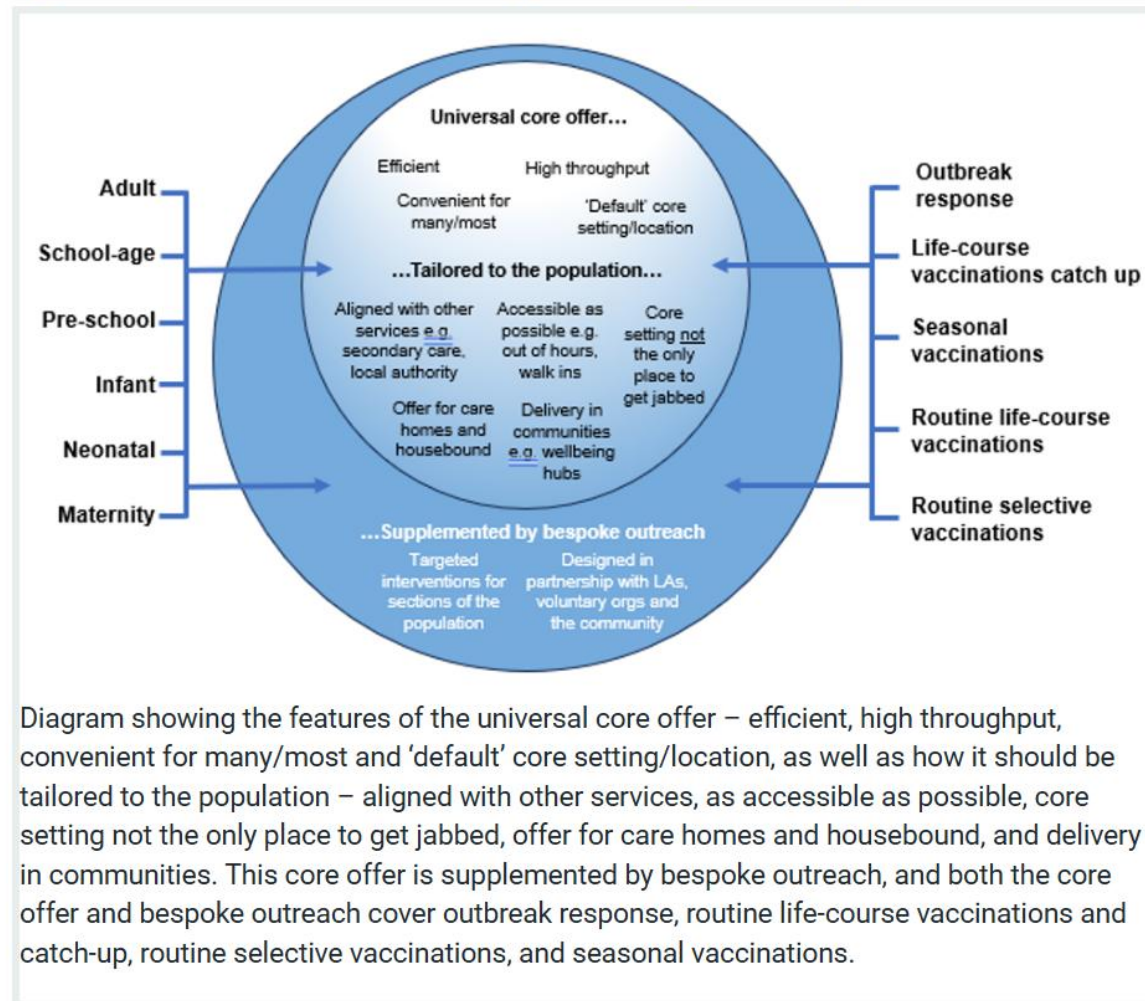 Universal core offer...
Efficient
High throughput
Convenient for
many/most
'Default' core
setting/location
...Tailored to the population...
Aligned with other
services e.g.
secondary care,
local authority
Accessible as
possible e.g.
out of hours,
walk ins
Core
setting not
the only
place to
get jabbed
Offer for care
homes and
housebound
Delivery in
communities
e.g. wellbeing
hubs
...Supplemented by bespoke outreach
Targeted
interventions for
sections of the
population
Designed in
partnership with LAs,
voluntary orgs and
the community
Adult
School-age
Pre-school
Infant
Neonatal
Maternity
Outbreak
response
Life-course
vaccinations catch up
Seasonal
vaccinations
Routine life-course
vaccinations
Routine selective
vaccinations
Diagram showing the features of the universal core offer – efficient, high throughput,
convenient for many/most and ‘default’ core setting/location, as well as how it should be
tailored to the population – aligned with other services, as accessible as possible, core
setting not the only place to get jabbed, offer for care homes and housebound, and delivery
in communities. This core offer is supplemented by bespoke outreach, and both the core
offer and bespoke outreach cover outbreak response, routine life-course vaccinations and
catch-up, routine selective vaccinations, and seasonal vaccinations.